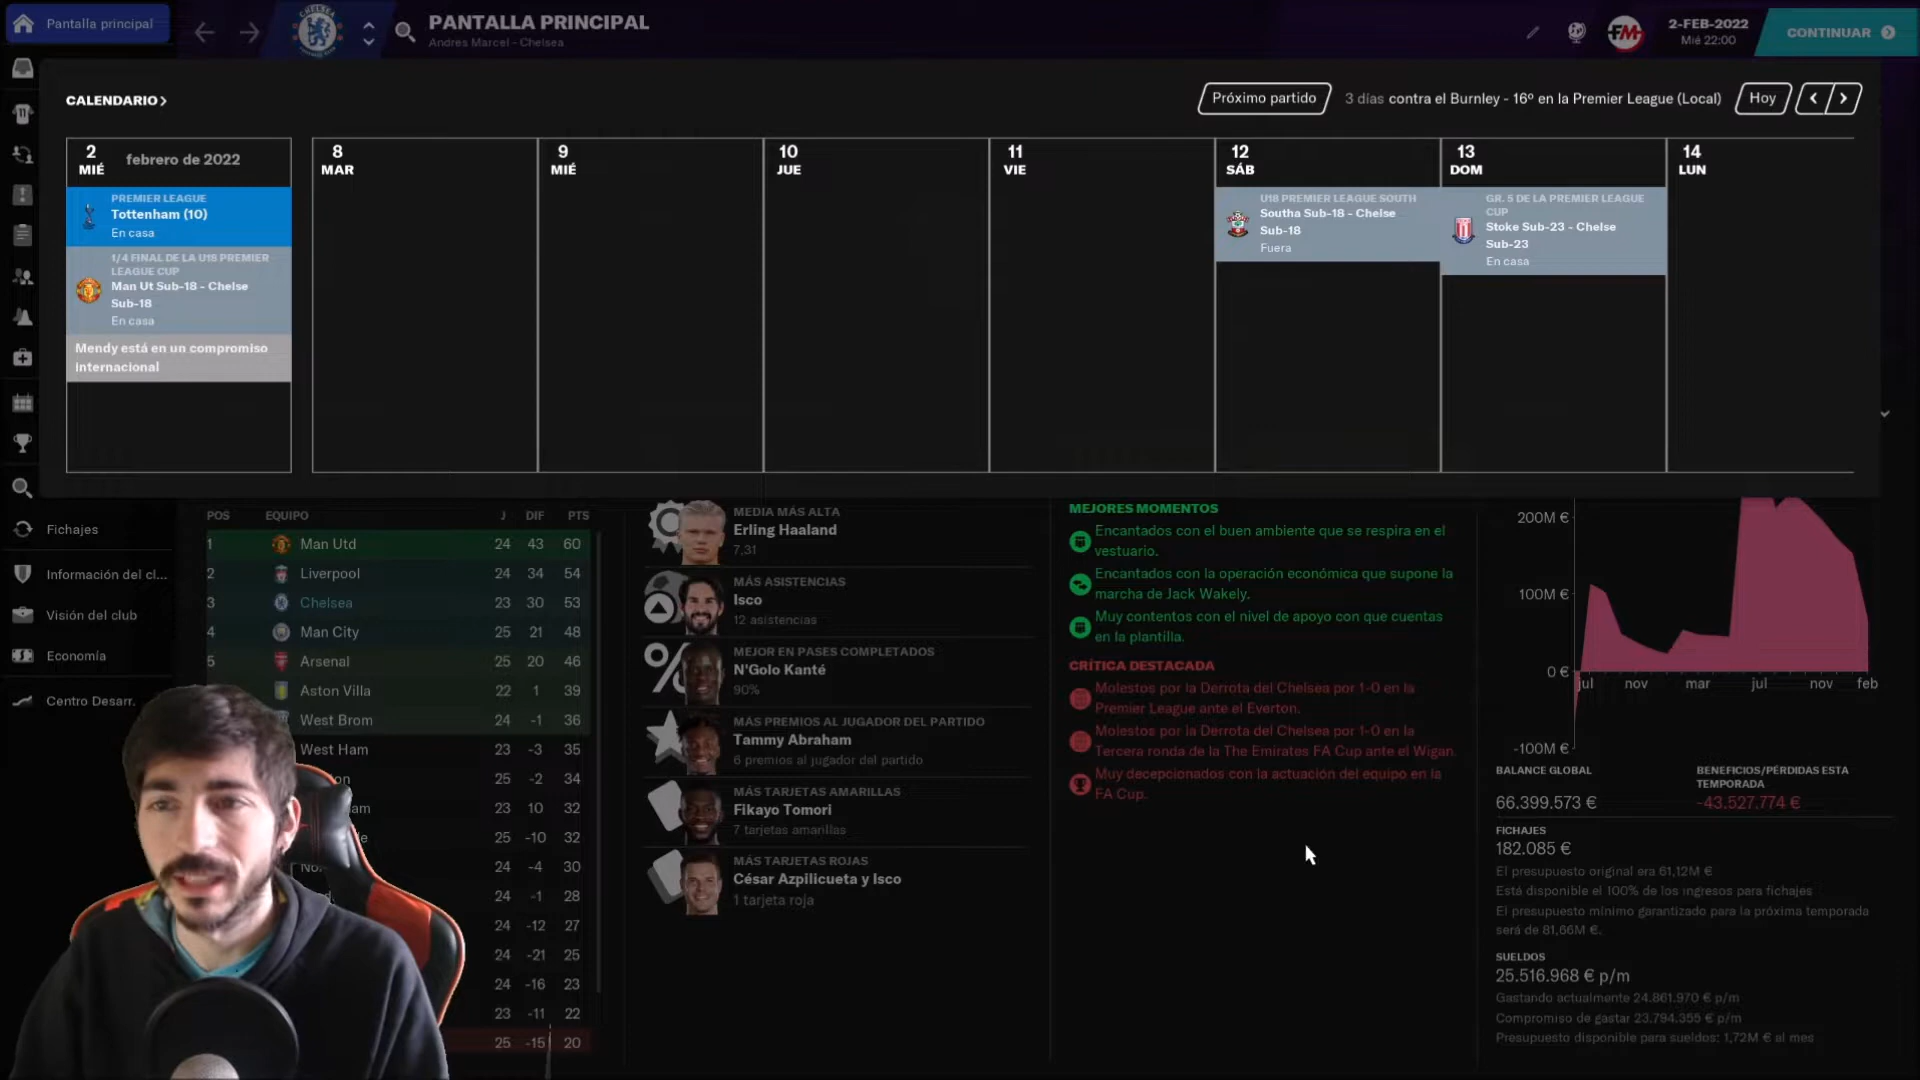 Pantalla principal
PANTALLA PRINCIPAL
Andres Marcel - Chelsea
FM
2-FEB-2022
Mié 22:00
CONTINUAR
CALENDARIO
Próximo partido
3 días contra el Burnley - 16º en la Premier League (Local)
Hoy
2
MIÉ
febrero de 2022
PREMIER LEAGUE
Tottenham (10)
En casa
1/4 FINAL DE LA U18 PREMIER
LEAGUE CUP
Man Ut Sub-18 - Chelse
Sub-18
En casa
Mendy está en un compromiso
internacional
8
MAR
9
MIÉ
10
JUE
11
VIE
12
SÁB
U18 PREMIER LEAGUE SOUTH
Southa Sub-18 - Chelse
Sub-18
Fuera
13
DOM
GR. 5 DE LA PREMIER LEAGUE
CUP
Stoke Sub-23 - Chelse
Sub-23
En casa
14
LUN
Fichajes
Información del cl...
Visión del club
Economía
Centro Desarr.
POS EQUIPO J DIF PTS
1 Man Utd 24 43 60
2 Liverpool 24 34 54
3 Chelsea 23 30 53
4 Man City 25 21 48
5 Arsenal 25 20 46
Aston Villa 22 1 39
West Brom 24 -1 36
West Ham 23 -3 35
25 -2 34
23 10 32
25 -10 32
24 -4 30
24 -1 28
24 -12 27
24 -21 25
24 -16 23
23 -11 22
25 -15 20
MEDIA MÁS ALTA
Erling Haaland
7,31
MÁS ASISTENCIAS
Isco
12 asistencias
MEJOR EN PASES COMPLETADOS
N'Golo Kanté
90%
MÁS PREMIOS AL JUGADOR DEL PARTIDO
Tammy Abraham
6 premios al jugador del partido
MÁS TARJETAS AMARILLAS
Fikayo Tomori
7 tarjetas amarillas
MÁS TARJETAS ROJAS
César Azpilicueta y Isco
1 tarjeta roja
MEJORES MOMENTOS
Encantados con el buen ambiente que se respira en el
vestuario.
Encantados con la operación económica que supone la
marcha de Jack Wakely.
Muy contentos con el nivel de apoyo con que cuentas
en la plantilla.
CRÍTICA DESTACADA
Molestos por la Derrota del Chelsea por 1-0 en la
Premier League ante el Everton.
Molestos por la Derrota del Chelsea por 1-0 en la
Tercera ronda de la The Emirates FA Cup ante el Wigan.
Muy decepcionados con la actuación del equipo en la
FA Cup.
200M €
100M €
0 €
-100M €
jul nov mar jul nov feb
BALANCE GLOBAL
66.399.573 €
BENEFICIOS/PÉRDIDAS ESTA
TEMPORADA
-43.527.774 €
FICHAJES
182.085 €
El presupuesto original era 61,12M €
Está disponible el 100% de los ingresos para fichajes
El presupuesto mínimo garantizado para la próxima temporada
será de 81,66M €.
SUELDOS
25.516.968 € p/m
Gastando actualmente 24.861.970 € p/m
Compromiso de gastar 23.794.355 € p/m
Presupuesto disponible para sueldos: 1,72M € al mes